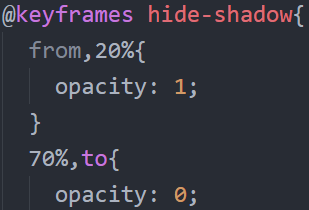 @keyframes hide-shadow{
from,20%{
opacity: 1;
}
70%,to{
opacity: 0;